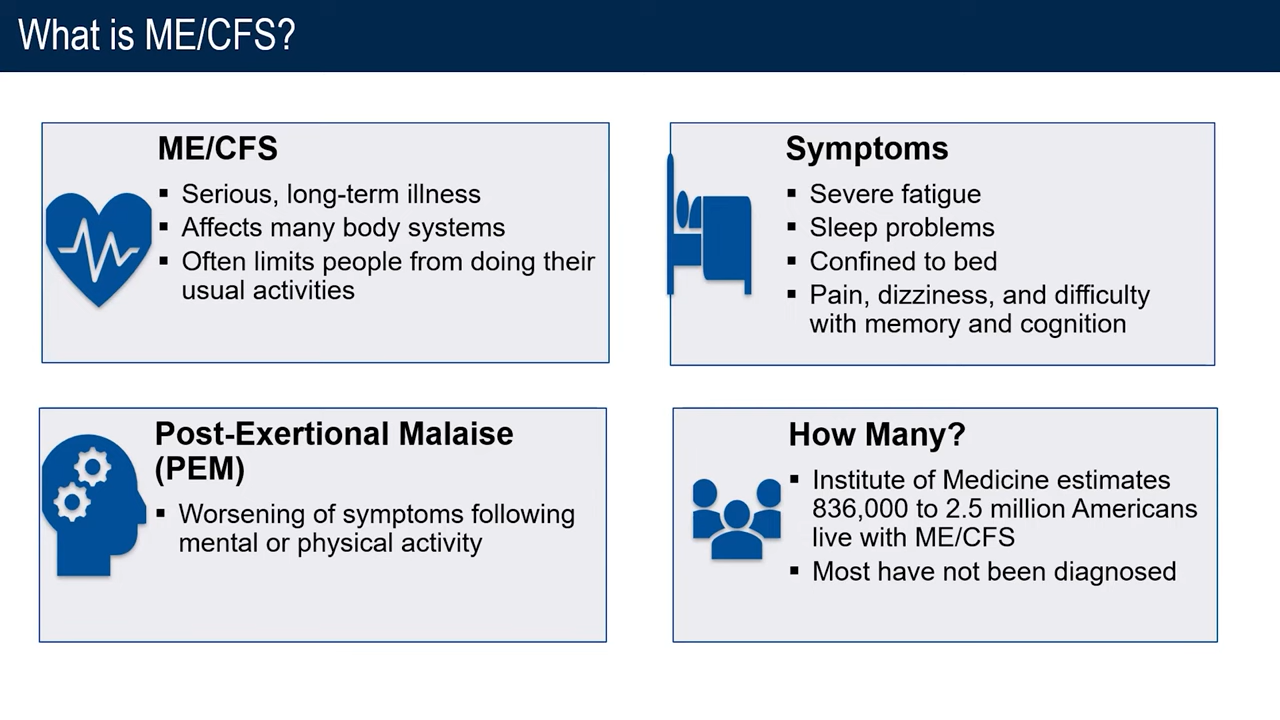 What is ME/CFS?
ME/CFS
▪ Serious, long-term illness
▪ Affects many body systems
▪ Often limits people from doing their
usual activities
Symptoms
▪ Severe fatigue
▪ Sleep problems
▪ Confined to bed
▪ Pain, dizziness, and difficulty
with memory and cognition
Post-Exertional Malaise
(PEM)
▪ Worsening of symptoms following
mental or physical activity
How Many?
▪ Institute of Medicine estimates
836,000 to 2.5 million Americans
live with ME/CFS
▪ Most have not been diagnosed